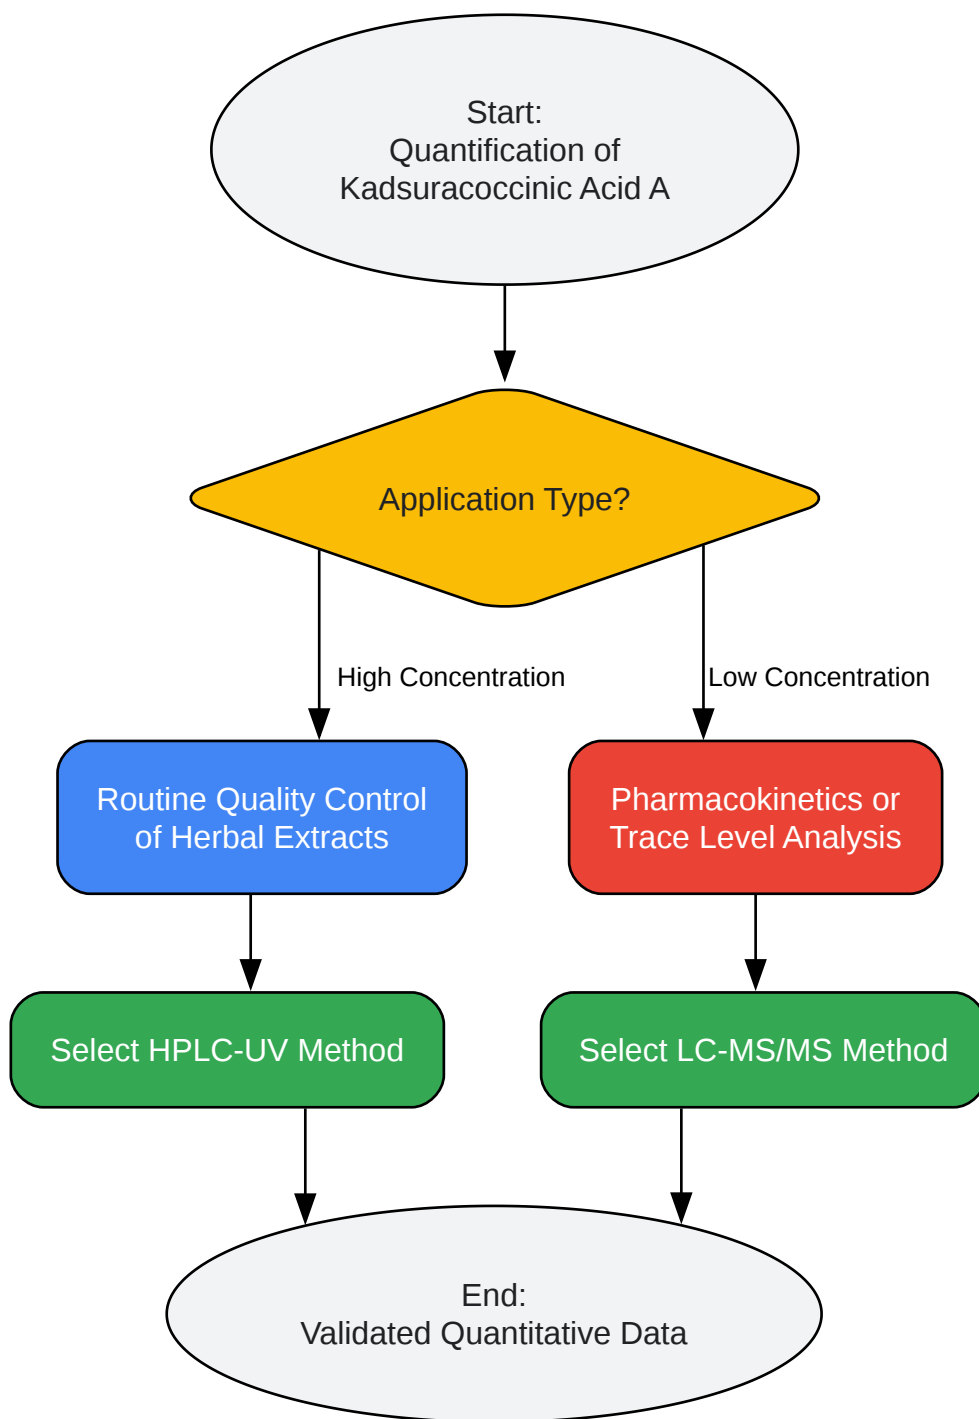 Start:
Quantification of
Kadsuracoccinic Acid A
Application Type?
High Concentration
Low Concentration
Routine Quality Control
of Herbal Extracts
Pharmacokinetics or
Trace Level Analysis
Select HPLC-UV Method
Select LC-MS/MS Method
End:
Validated Quantitative Data